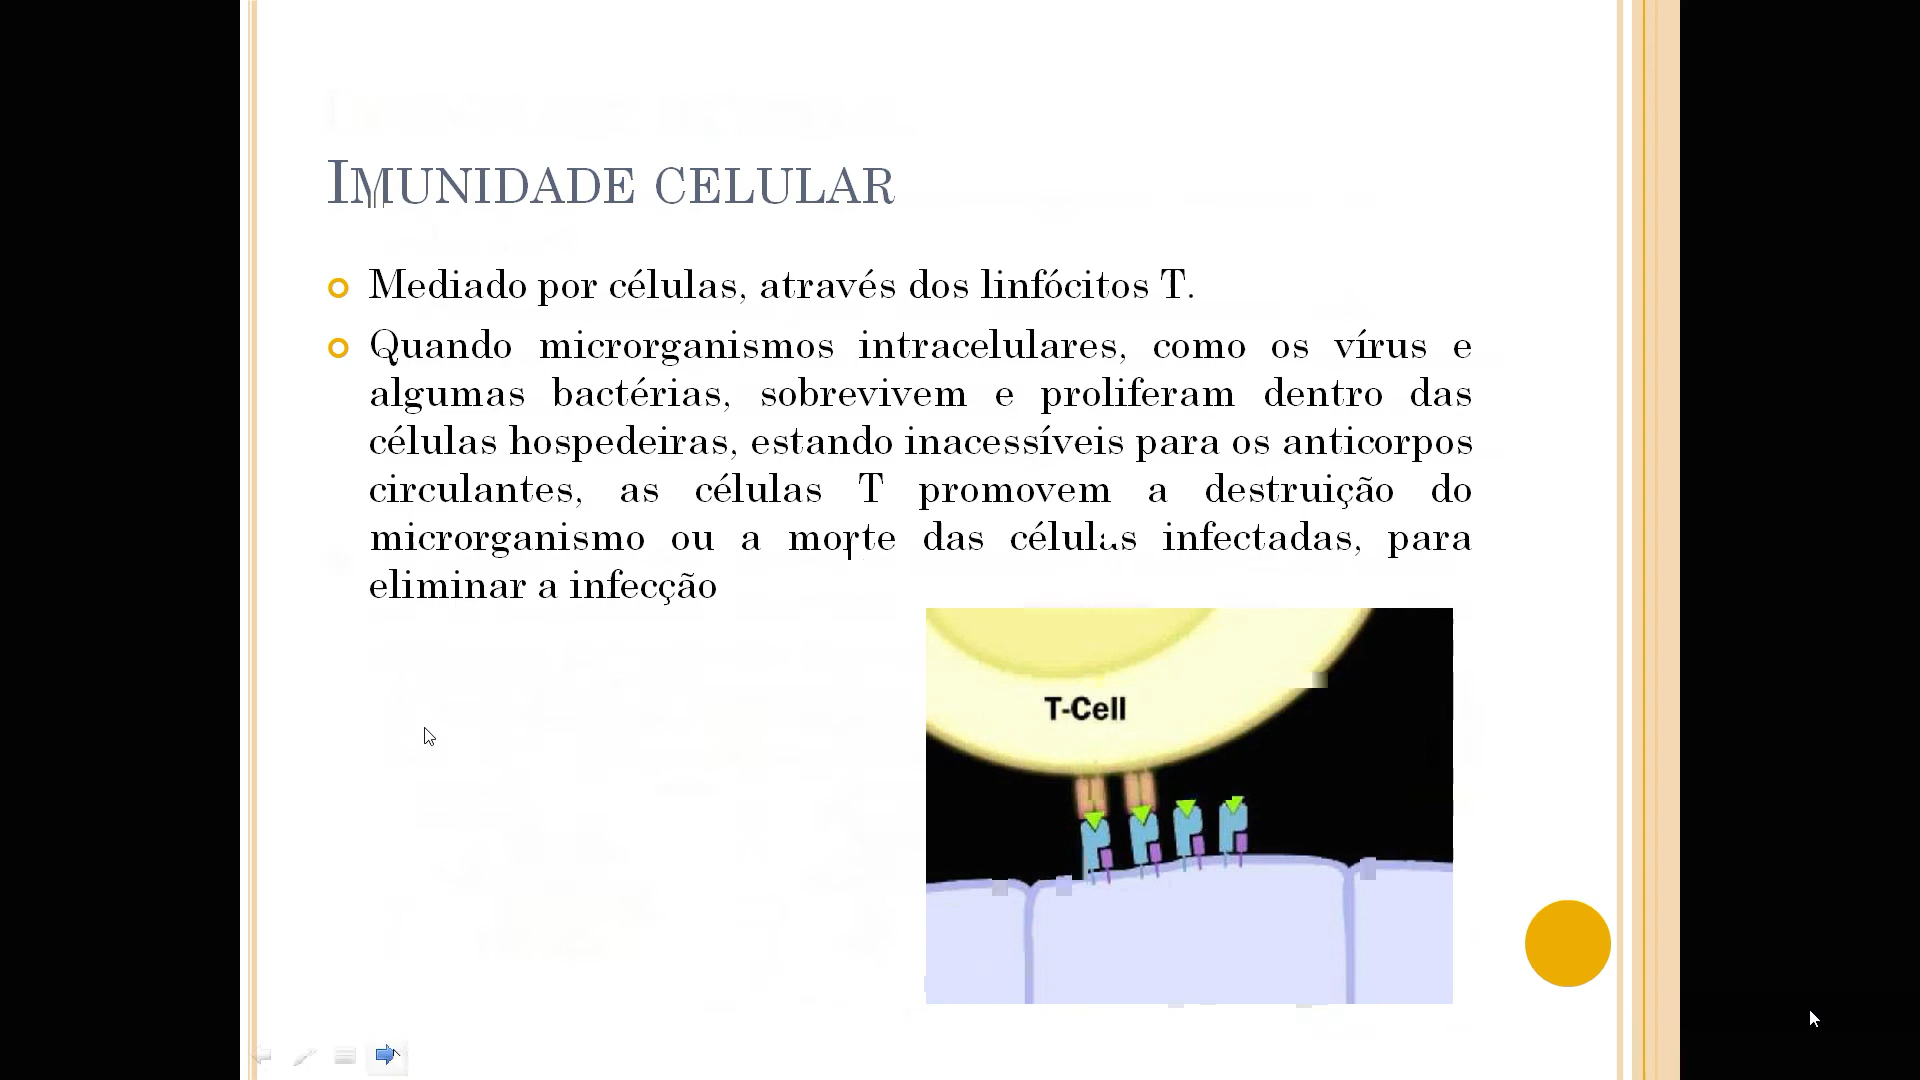 IMUNIDADE CELULAR
Mediado por células, através dos linfócitos T.
Quando microrganismos intracelulares, como os vírus e
algumas bactérias, sobrevivem e proliferam dentro das
células hospedeiras, estando inacessíveis para os anticorpos
circulantes, as células T promovem a destruição do
microrganismo ou a morte das células infectadas, para
eliminar a infecção
T-Cell